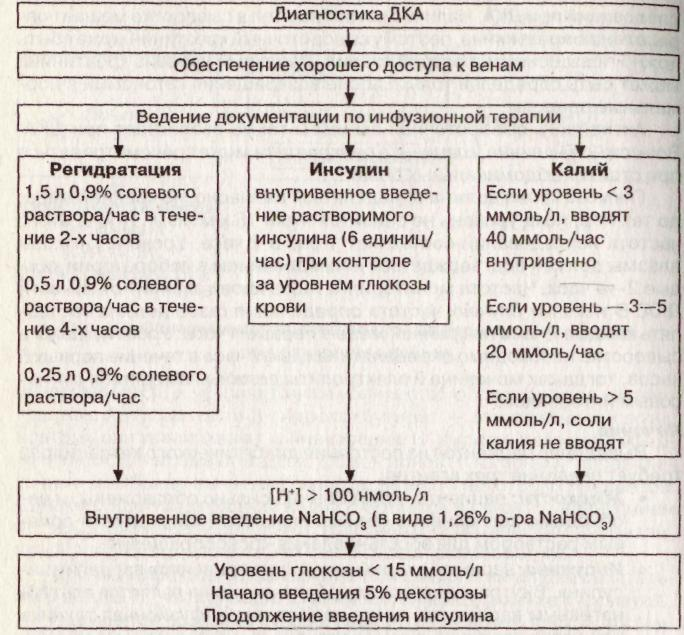 Диагностика ДКА
Обеспечение хорошего доступа к венам
Ведение документации по инфузионной терапии
Регидратация
1,5 л 0,9% солевого
раствора/час в тече-
ние 2-х часов
0,5 л 0,9% солевого
раствора/час в тече-
ние 4-х часов
0,25 л 0,9% солевого
раствора/час
Инсулин
внутривенное введе-
ние растворимого
инсулина (6 единиц/
час) при контроле
за уровнем глюкозы
крови
Калий
Если уровень < 3
ммоль/л, вводят
40 ммоль/час
внутривенно
Если уровень — 3–5
ммоль/л, вводят
20 ммоль/час
Если уровень > 5
ммоль/л, соли
калия не вводят
[H⁺] > 100 нмоль/л
Внутривенное введение NaHCO₃ (в виде 1,26% р-ра NaHCO₃)
Уровень глюкозы < 15 ммоль/л
Начало введения 5% декстрозы
Продолжение введения инсулина